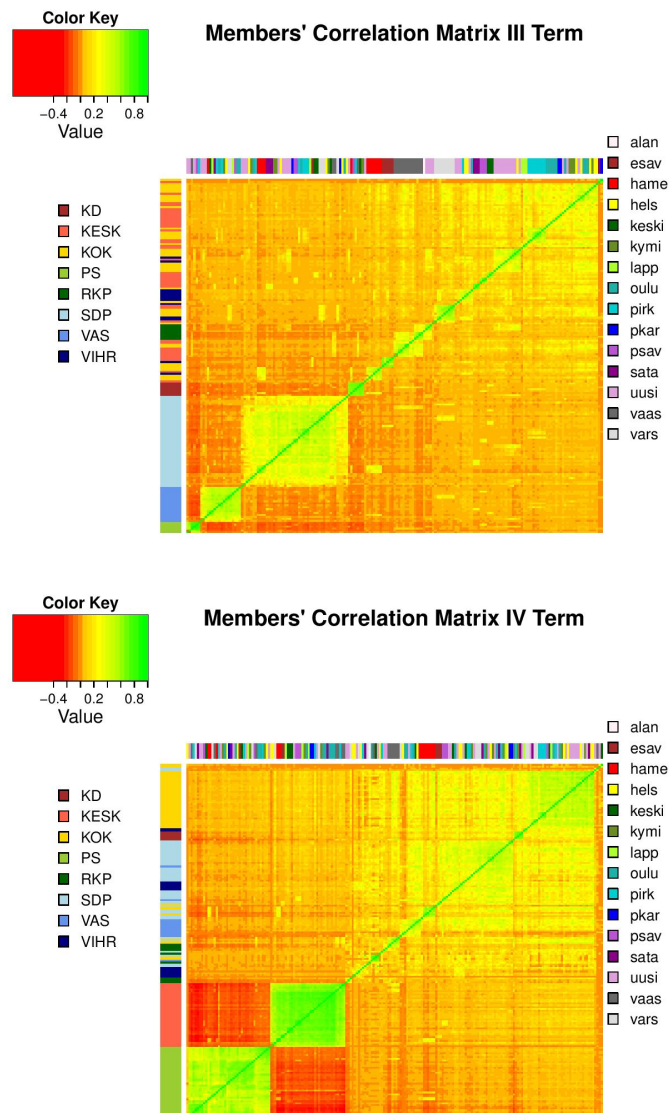 Color Key
Members' Correlation Matrix III Term
−0.4 0.2 0.8
Value
KD
KESK
KOK
PS
RKP
SDP
VAS
VIHR
alan
esav
hame
hels
keski
kymi
lapp
oulu
pirk
pkar
psav
sata
uusi
vaas
vars
Color Key
Members' Correlation Matrix IV Term
−0.4 0.2 0.8
Value
KD
KESK
KOK
PS
RKP
SDP
VAS
VIHR
alan
esav
hame
hels
keski
kymi
lapp
oulu
pirk
pkar
psav
sata
uusi
vaas
vars